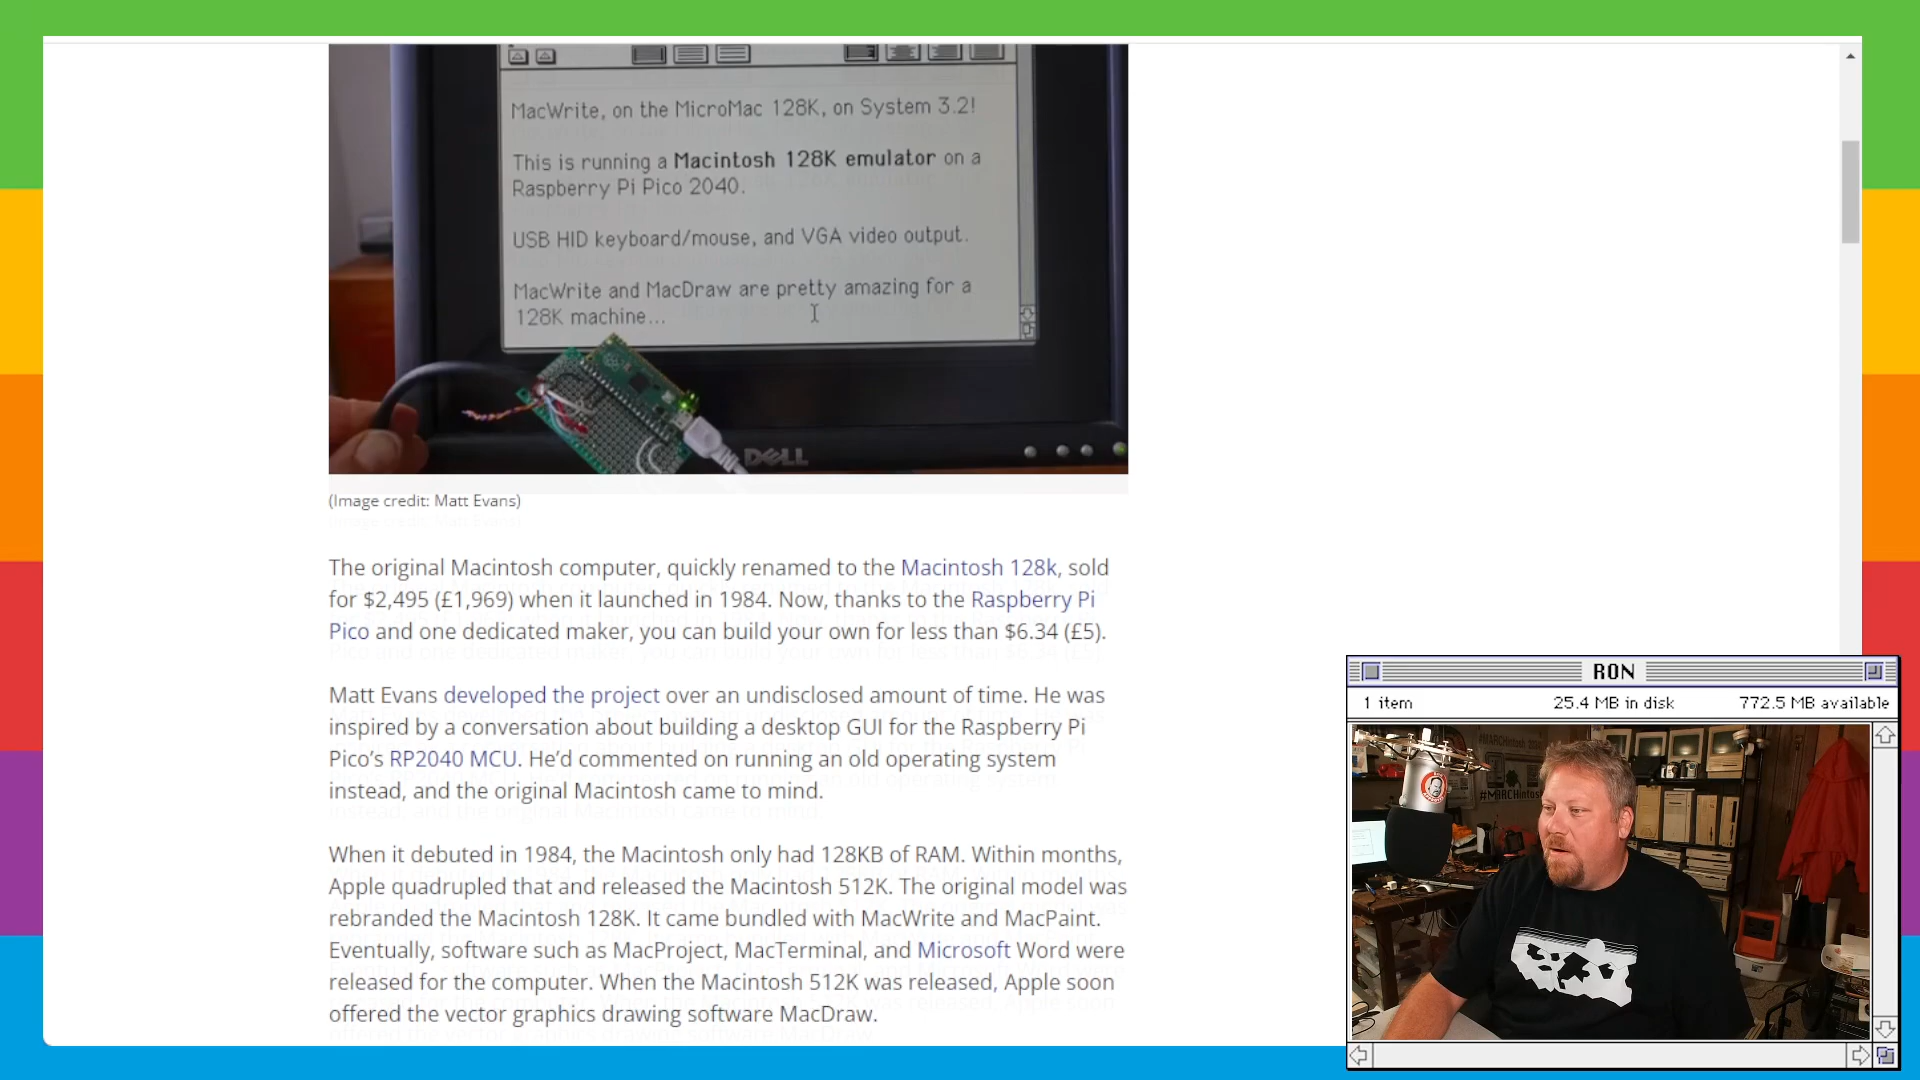 MacWrite, on the MicroMac 128K, on System 3.2!
This is running a Macintosh 128K emulator on a
Raspberry Pi Pico 2040.
USB HID keyboard/mouse, and VGA video output.
MacWrite and MacDraw are pretty amazing for a
128K machine...
DELL
(Image credit: Matt Evans)
The original Macintosh computer, quickly renamed to the Macintosh 128k, sold
for $2,495 (£1,969) when it launched in 1984. Now, thanks to the Raspberry Pi
Pico and one dedicated maker, you can build your own for less than $6.34 (£5).
Matt Evans developed the project over an undisclosed amount of time. He was
inspired by a conversation about building a desktop GUI for the Raspberry Pi
Pico’s RP2040 MCU. He’d commented on running an old operating system
instead, and the original Macintosh came to mind.
When it debuted in 1984, the Macintosh only had 128KB of RAM. Within months,
Apple quadrupled that and released the Macintosh 512K. The original model was
rebranded the Macintosh 128K. It came bundled with MacWrite and MacPaint.
Eventually, software such as MacProject, MacTerminal, and Microsoft Word were
released for the computer. When the Macintosh 512K was released, Apple soon
offered the vector graphics drawing software MacDraw.
RON
1 item 25.4 MB in disk 772.5 MB available
#MARCHintosh